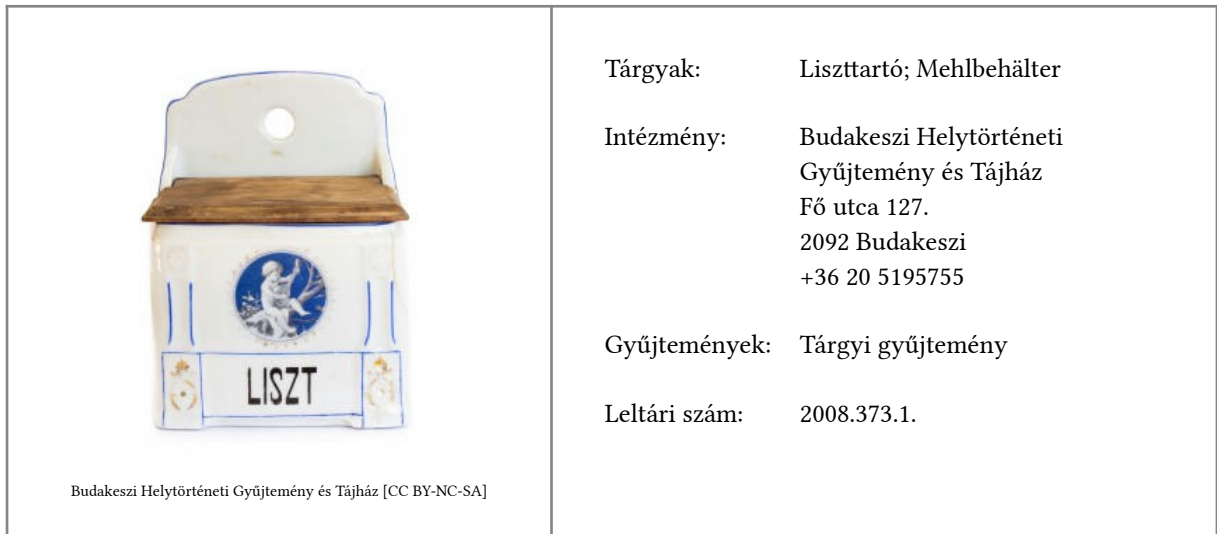 LISZT
Budakeszi Helytörténeti Gyűjtemény és Tájház [CC BY-NC-SA]
Tárgyak: Liszttartó; Mehlbehälter
Intézmény: Budakeszi Helytörténeti
Gyűjtemény és Tájház
Fő utca 127.
2092 Budakeszi
+36 20 5195755
Gyűjtemények: Tárgyi gyűjtemény
Leltári szám: 2008.373.1.